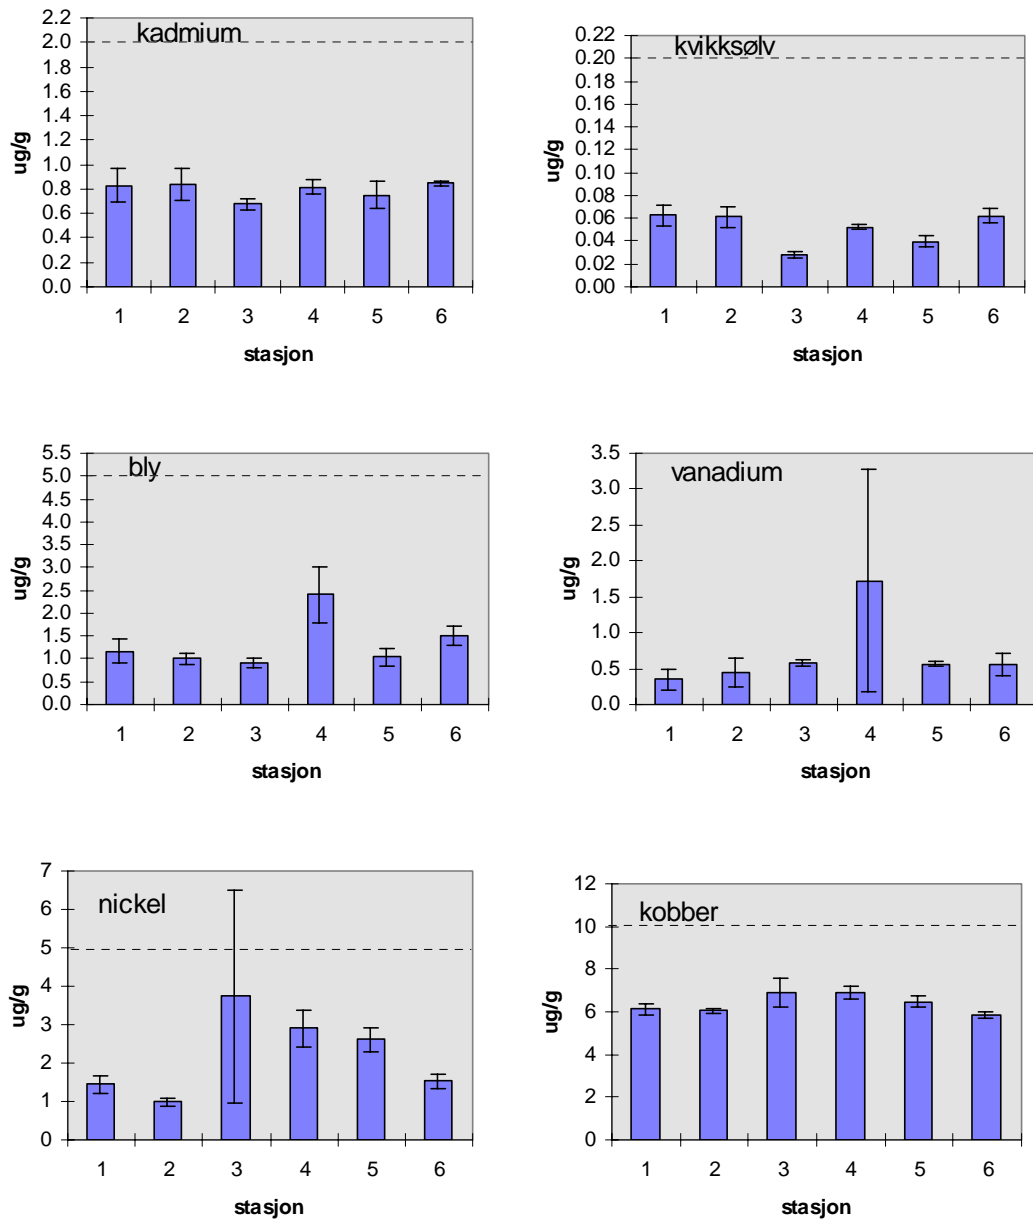 kadmium
ug/g
2.2
2.0
1.8
1.6
1.4
1.2
1.0
0.8
0.6
0.4
0.2
0.0
1 2 3 4 5 6
stasjon
kvikksølv
ug/g
0.22
0.20
0.18
0.16
0.14
0.12
0.10
0.08
0.06
0.04
0.02
0.00
1 2 3 4 5 6
stasjon
bly
ug/g
5.5
5.0
4.5
4.0
3.5
3.0
2.5
2.0
1.5
1.0
0.5
0.0
1 2 3 4 5 6
stasjon
vanadium
ug/g
3.5
3.0
2.5
2.0
1.5
1.0
0.5
0.0
1 2 3 4 5 6
stasjon
nickel
ug/g
7
6
5
4
3
2
1
0
1 2 3 4 5 6
stasjon
kobber
ug/g
12
10
8
6
4
2
0
1 2 3 4 5 6
stasjon